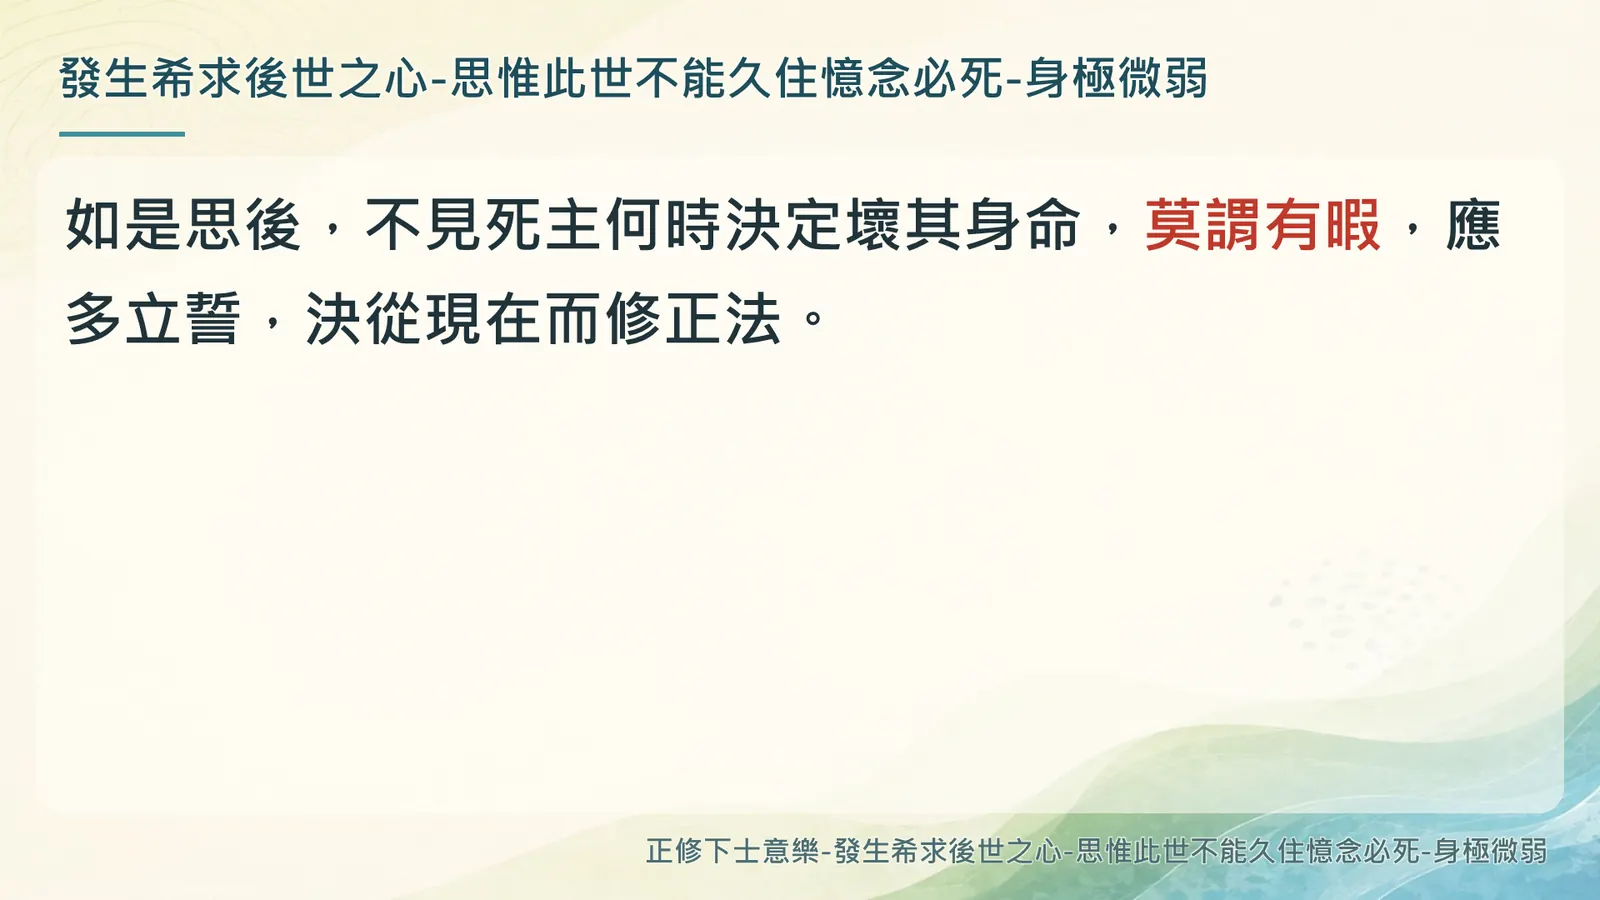 發生希求後世之心-思惟此世不能久住憶念必死-身極微弱
如是思後，不見死主何時決定壞其身命，莫謂有暇，應
多立誓，決從現在而修正法。
正修下士意樂-發生希求後世之心-思惟此世不能久住憶念必死-身極微弱